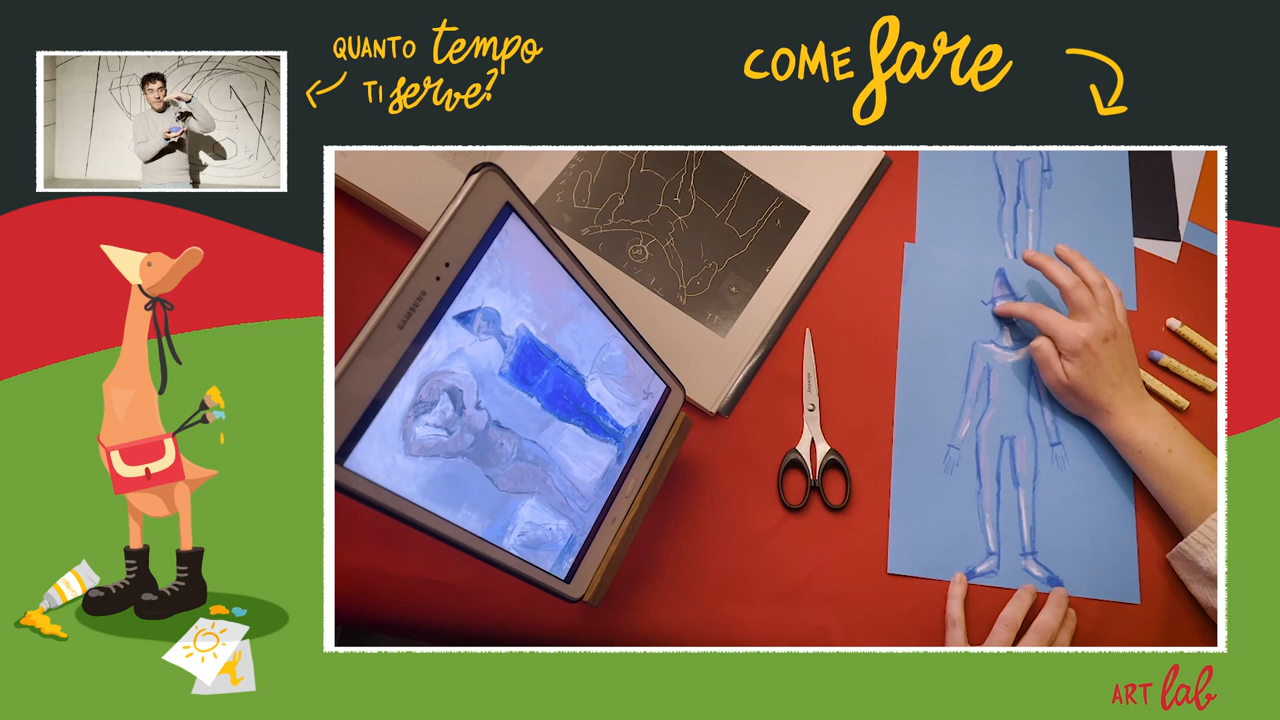 QUANTO tempo
TI serve?
COME fare
SAMSUNG
ART lab